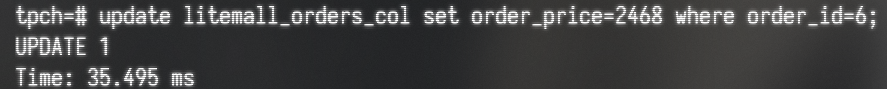 tpch=# update litemall_orders_col set order_price=2468 where order_id=6;
UPDATE 1
Time: 35.495 ms